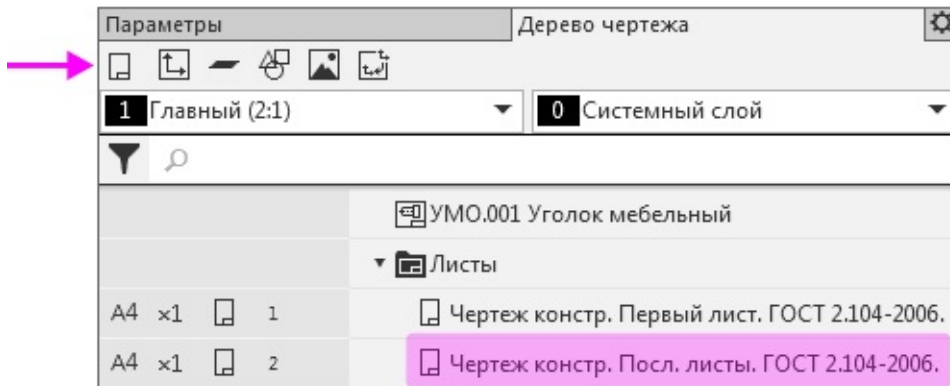 Параметры Дерево чертежа
1 Главный (2:1) 0 Системный слой
УМО.001 Уголок мебельный
Листы
A4 ×1 1 Чертеж констр. Первый лист. ГОСТ 2.104-2006.
A4 ×1 2 Чертеж констр. Посл. листы. ГОСТ 2.104-2006.